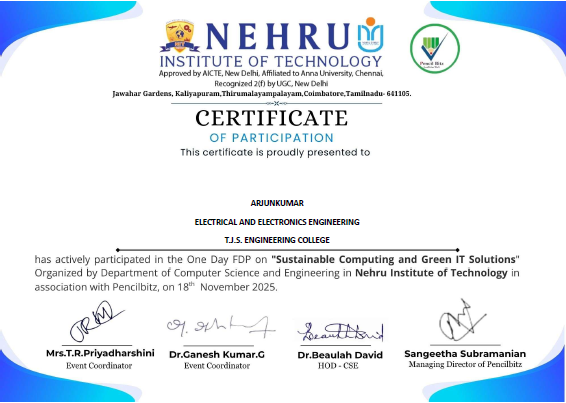 NEHRU
INSTITUTE OF TECHNOLOGY
Approved by AICTE, New Delhi, Affiliated to Anna University, Chennai,
Recognized 2(f) by UGC, New Delhi
Jawahar Gardens, Kaliyapuram,Thirumalayampalayam,Coimbatore,Tamilnadu- 641105.
Pencil Bitz
CERTIFICATE
OF PARTICIPATION
This certificate is proudly presented to
ARJUNKUMAR
ELECTRICAL AND ELECTRONICS ENGINEERING
T.J.S. ENGINEERING COLLEGE
has actively participated in the One Day FDP on "Sustainable Computing and Green IT Solutions"
Organized by Department of Computer Science and Engineering in Nehru Institute of Technology in
association with Pencilbitz, on 18th November 2025.
Beaulah David
Mrs.T.R.Priyadharshini
Event Coordinator
Dr.Ganesh Kumar.G
Event Coordinator
Dr.Beaulah David
HOD - CSE
Sangeetha Subramanian
Managing Director of Pencilbitz